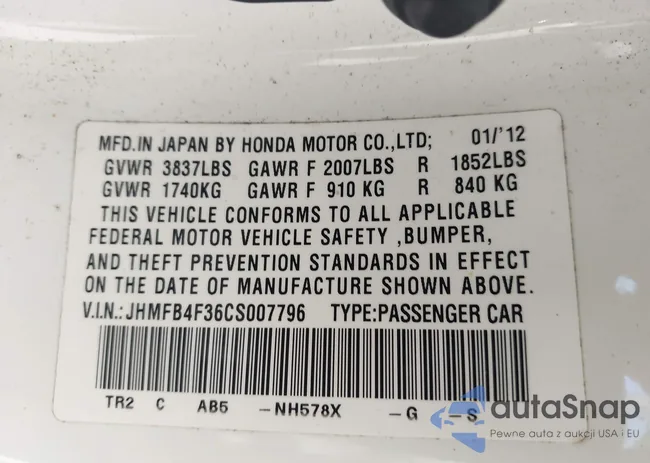 MFD.IN JAPAN BY HONDA MOTOR CO.,LTD; 01/'12
GVWR 3837LBS GAWR F 2007LBS R 1852LBS
GVWR 1740KG GAWR F 910 KG R 840 KG
THIS VEHICLE CONFORMS TO ALL APPLICABLE
FEDERAL MOTOR VEHICLE SAFETY ,BUMPER,
AND THEFT PREVENTION STANDARDS IN EFFECT
ON THE DATE OF MANUFACTURE SHOWN ABOVE.
V.I.N.:JHMFB4F36CS007796 TYPE:PASSENGER CAR
TR2 C AB5 -NH578X -G -S
autaSnap
Pewne auta z aukcji USA i EU